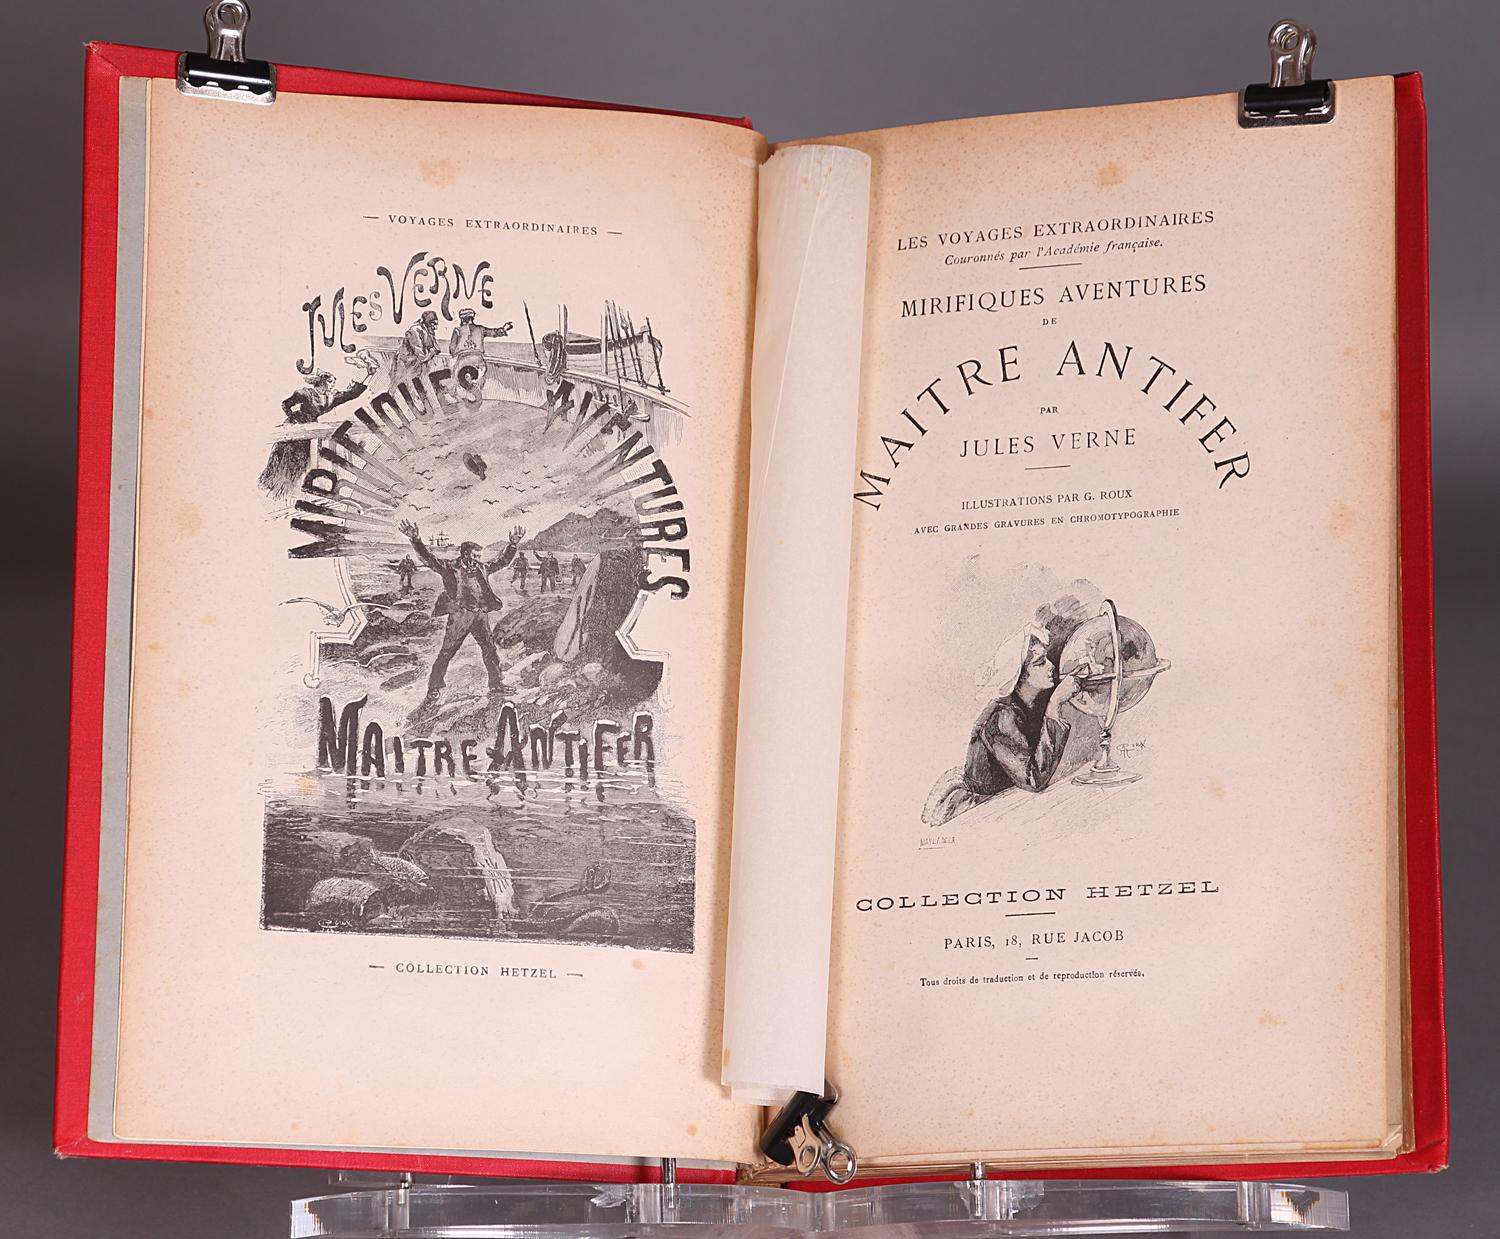 — VOYAGES EXTRAORDINAIRES —
JULES VERNE
MIRIFIQUES AVENTURES
MAITRE ANTIFER
G. ROUX
— COLLECTION HETZEL —
LES VOYAGES EXTRAORDINAIRES
Couronnés par l'Académie française.
MIRIFIQUES AVENTURES
DE
MAITRE ANTIFER
PAR
JULES VERNE
ILLUSTRATIONS PAR G. ROUX
AVEC GRANDES GRAVURES EN CHROMOTYPOGRAPHIE
G. ROUX
COLLECTION HETZEL
PARIS, 18, RUE JACOB
Tous droits de traduction et de reproduction réservés.